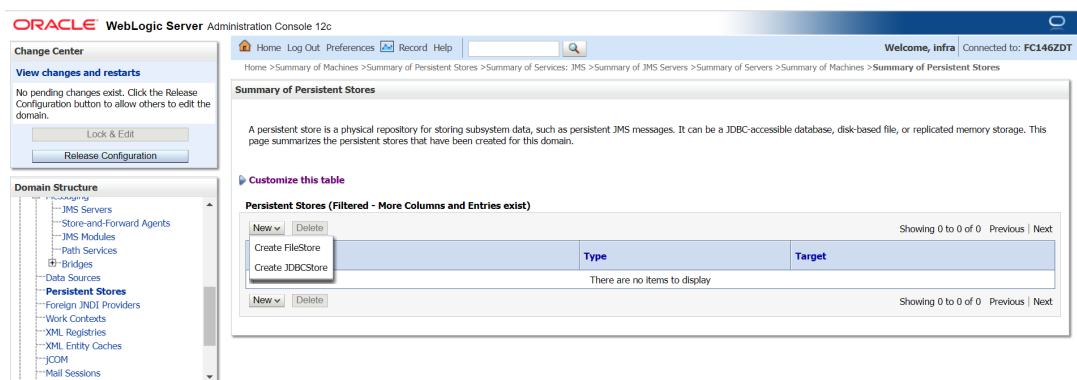 ORACLE WebLogic Server Administration Console 12c
Change Center
View changes and restarts
No pending changes exist. Click the Release
Configuration button to allow others to edit the
domain.
Lock & Edit
Release Configuration
Domain Structure
Messaging
JMS Servers
Store-and-Forward Agents
JMS Modules
Path Services
Bridges
Data Sources
Persistent Stores
Foreign JNDI Providers
Work Contexts
XML Registries
XML Entity Caches
jCOM
Mail Sessions
Home Log Out Preferences Record Help
Welcome, infra Connected to: FC146ZDT
Home >Summary of Machines >Summary of Persistent Stores >Summary of Services: JMS >Summary of JMS Servers >Summary of Servers >Summary of Machines >Summary of Persistent Stores
Summary of Persistent Stores
A persistent store is a physical repository for storing subsystem data, such as persistent JMS messages. It can be a JDBC-accessible database, disk-based file, or replicated memory storage. This
page summarizes the persistent stores that have been created for this domain.
Customize this table
Persistent Stores (Filtered - More Columns and Entries exist)
New Delete
Showing 0 to 0 of 0 Previous | Next
Create FileStore
Create JDBCStore
Type
Target
There are no items to display
New Delete
Showing 0 to 0 of 0 Previous | Next